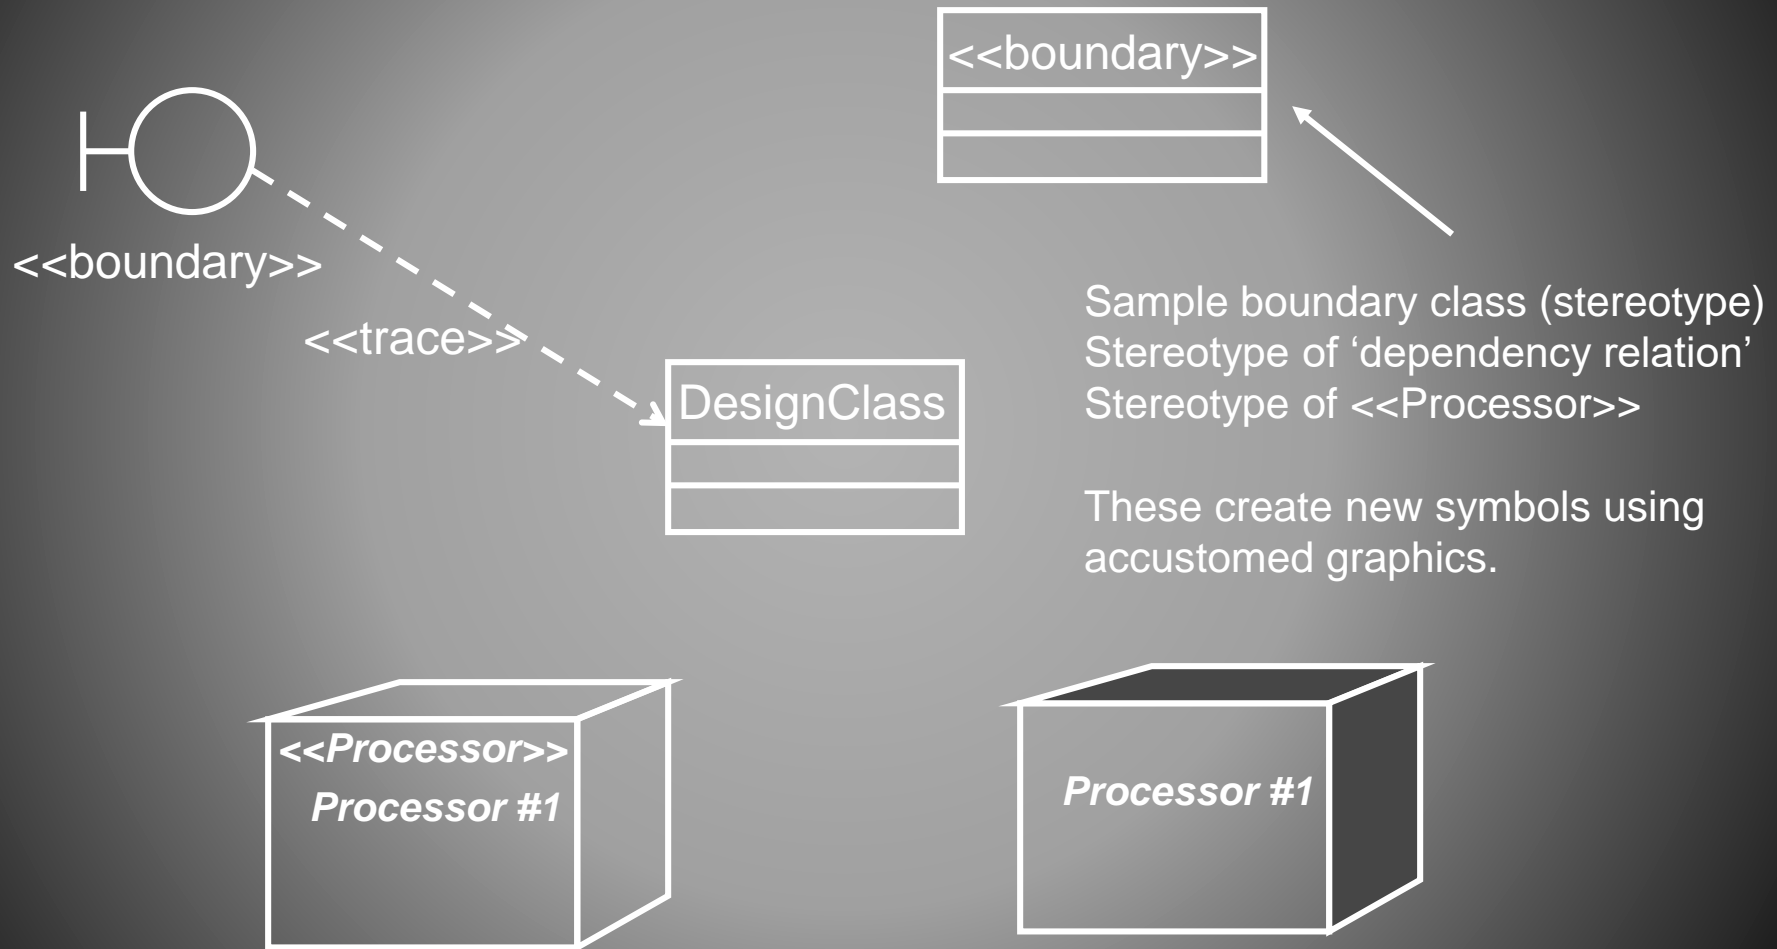 <<boundary>>
<<boundary>>
<<trace>>
DesignClass
Sample boundary class (stereotype)
Stereotype of ‘dependency relation’
Stereotype of <<Processor>>
These create new symbols using
accustomed graphics.
<<Processor>>
Processor #1
Processor #1